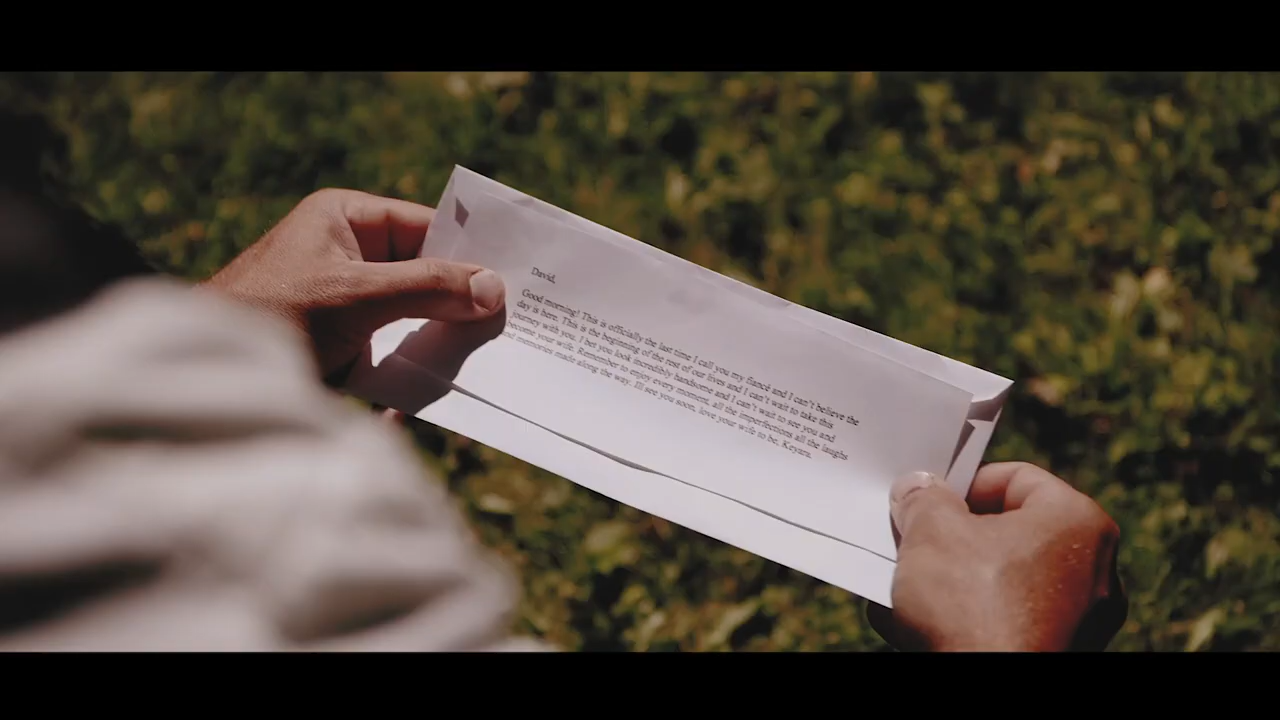 David,
Good morning! This is officially the last time I call you my fiancé and I can't believe the
day is here. This is the beginning of the rest of our lives and I can't wait to take this
journey with you. I bet you look incredibly handsome and I can't wait to see you and
become your wife. Remember to enjoy every moment, all the imperfections all the laughs
and memories made along the way. Ill see you soon, love your wife to be, Keyara.